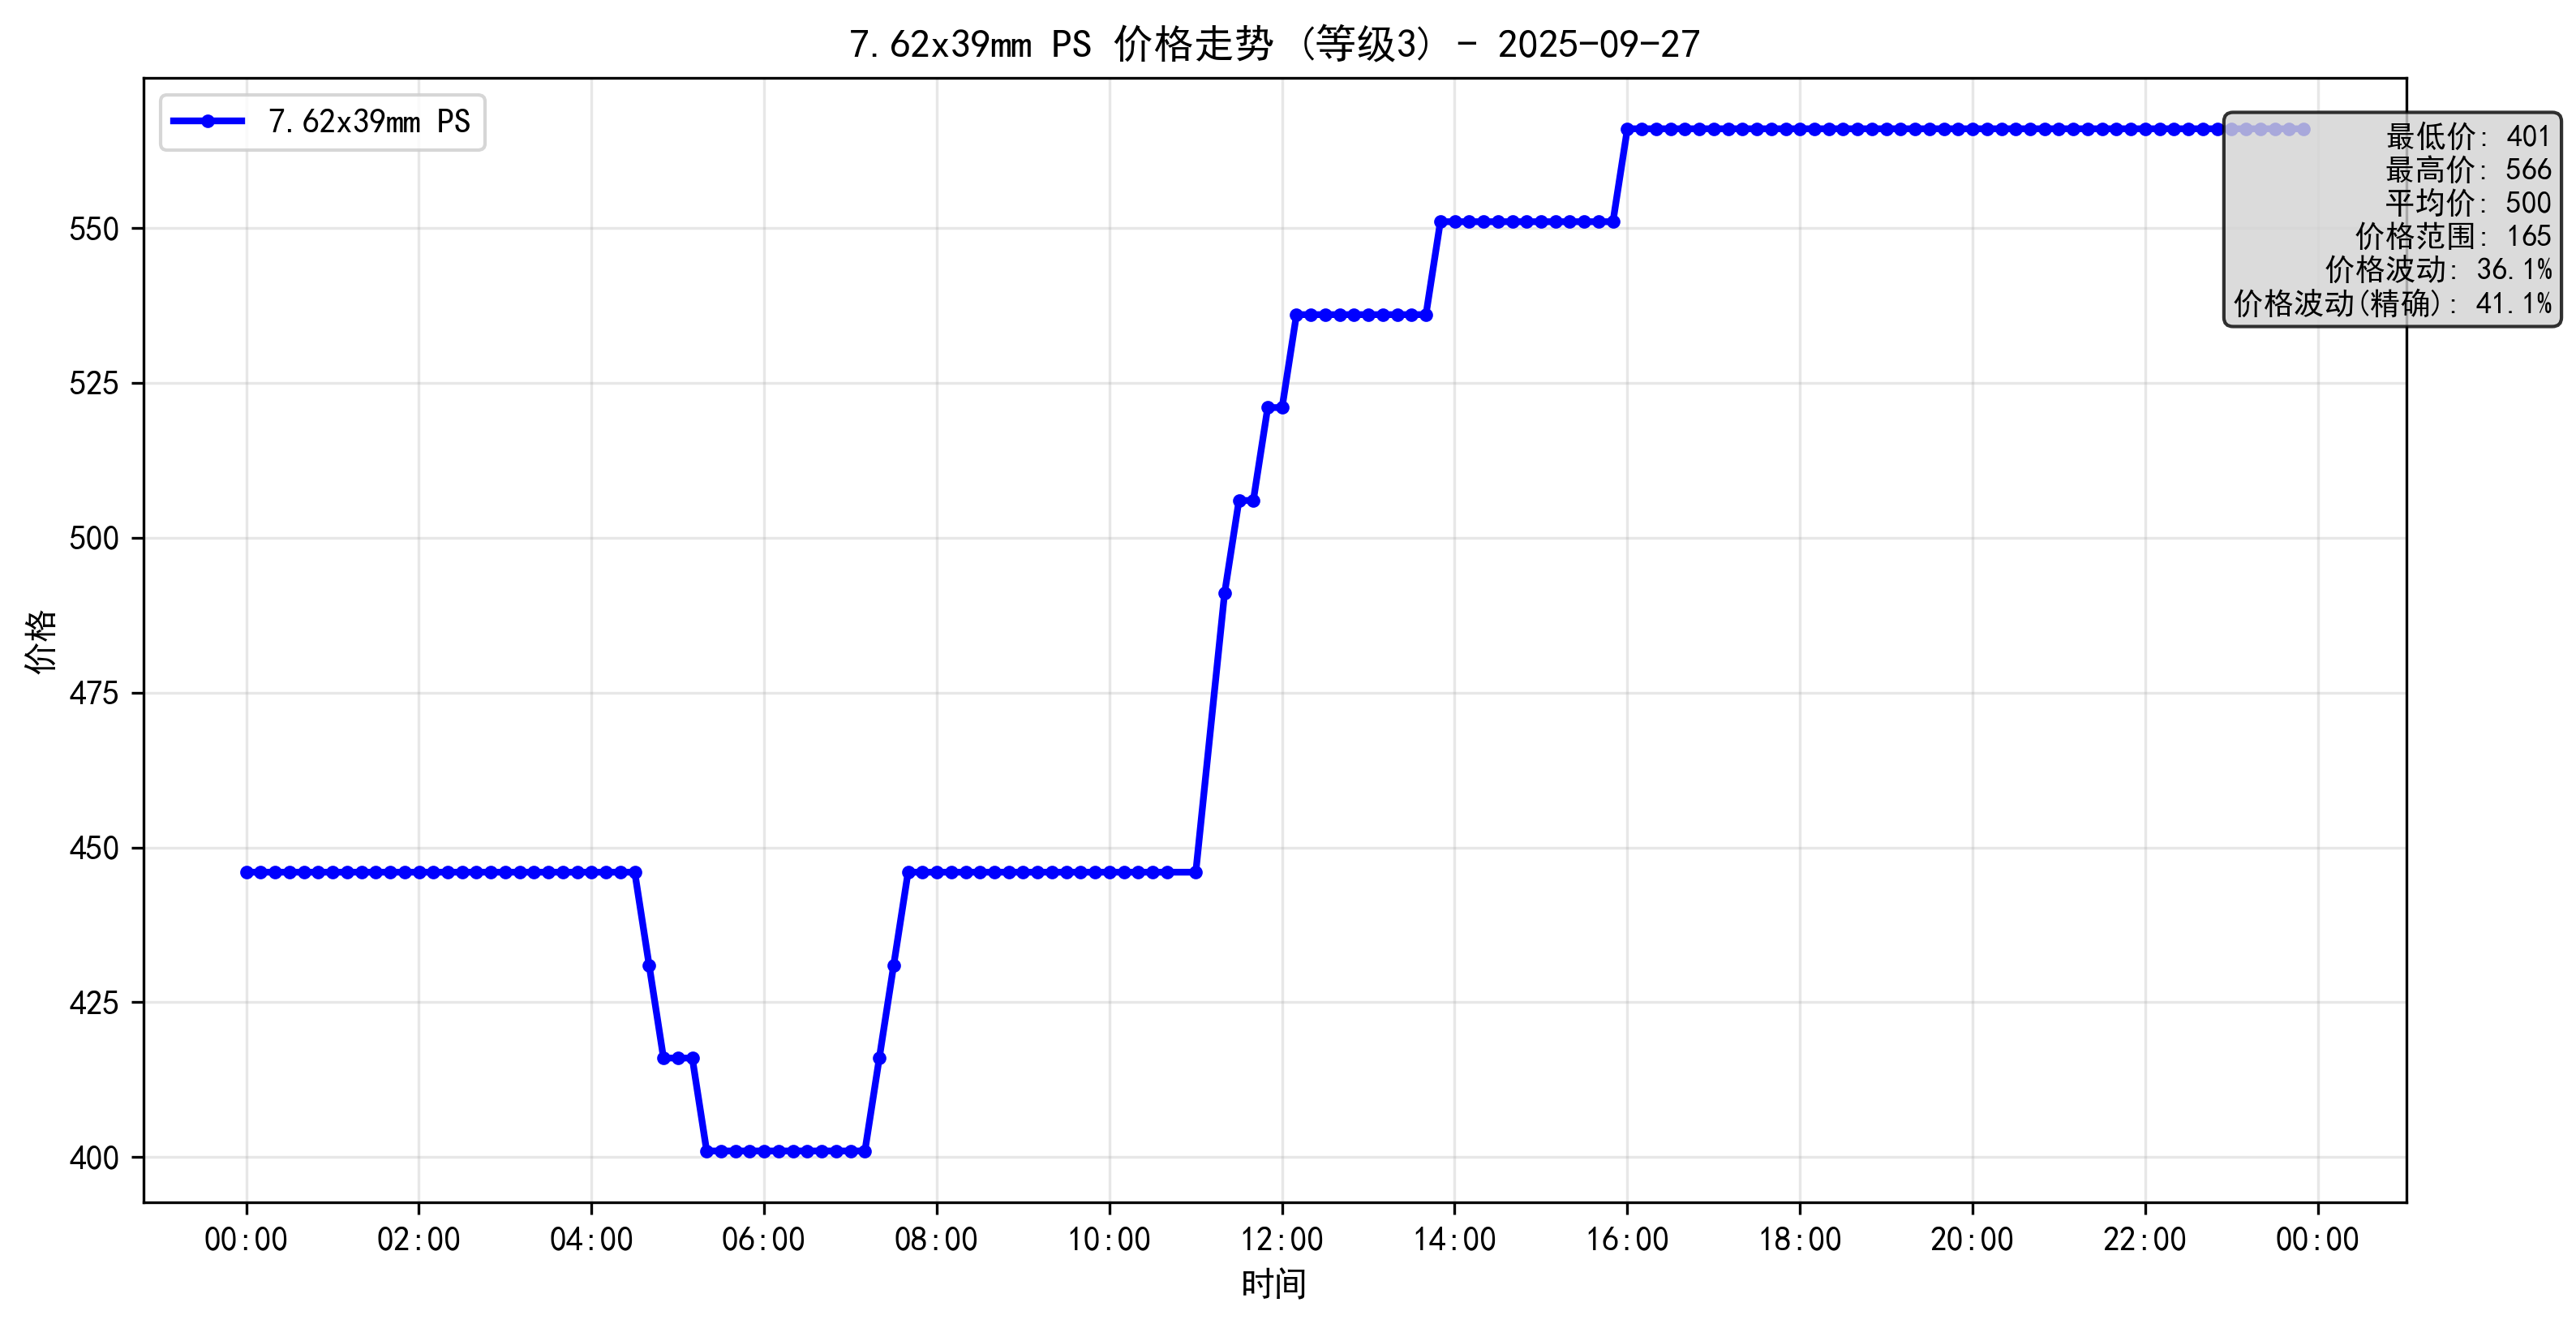 7.62x39mm PS 价格走势 (等级3) - 2025-09-27
7.62x39mm PS
最低价: 401
最高价: 566
平均价: 500
价格范围: 165
价格波动: 36.1%
价格波动(精确): 41.1%
价格
550
525
500
475
450
425
400
00:00 02:00 04:00 06:00 08:00 10:00 12:00 14:00 16:00 18:00 20:00 22:00 00:00
时间